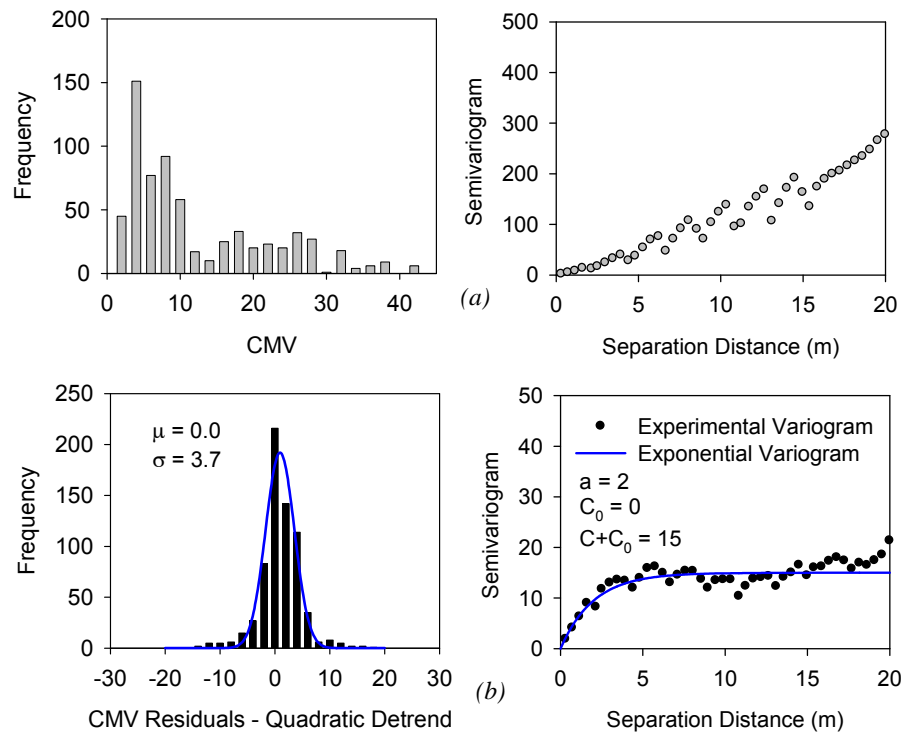 200
150
100
50
0
Frequency
0 10 20 30 40
CMV
500
400
300
200
100
0
Semivariogram
0 5 10 15 20
Separation Distance (m)
(a)
250
200
150
100
50
0
Frequency
μ = 0.0
σ = 3.7
-30 -20 -10 0 10 20 30
CMV Residuals - Quadratic Detrend
50
40
30
20
10
0
Semivariogram
Experimental Variogram
Exponential Variogram
a = 2
C₀ = 0
C+C₀ = 15
0 5 10 15 20
Separation Distance (m)
(b)